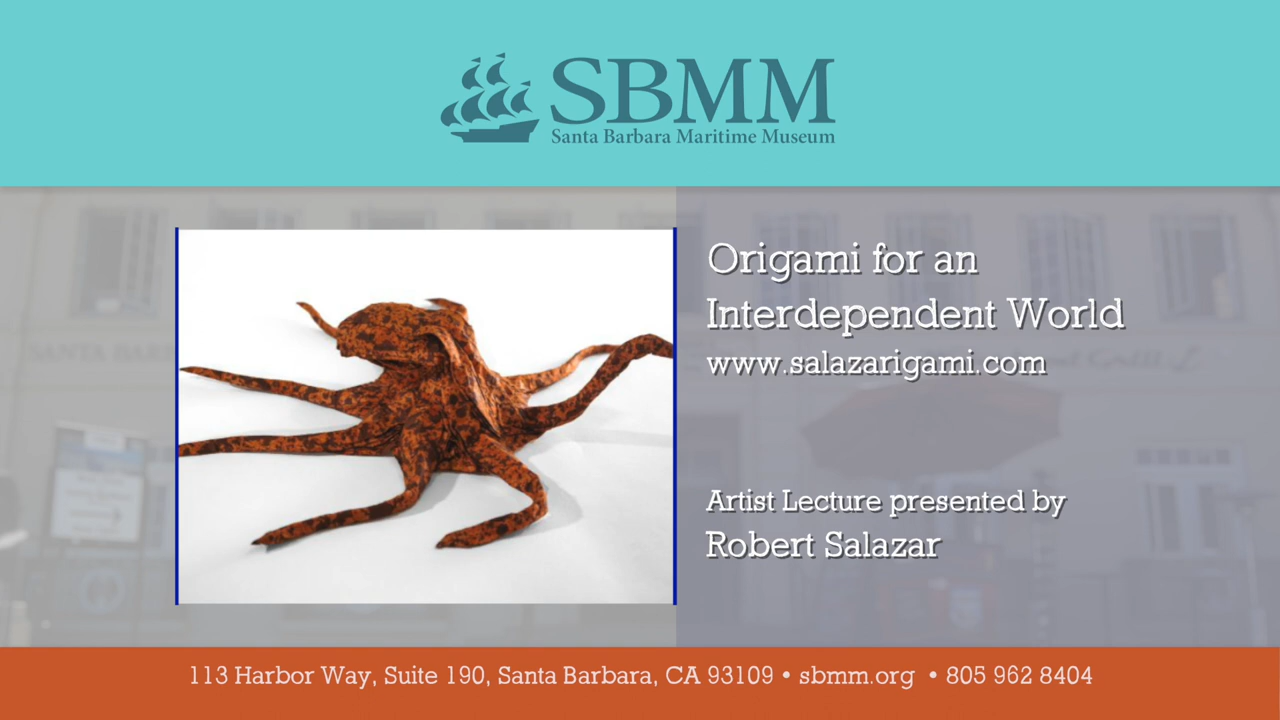 SBMM
Santa Barbara Maritime Museum
Origami for an
Interdependent World
www.salazarigami.com
Artist Lecture presented by
Robert Salazar
113 Harbor Way, Suite 190, Santa Barbara, CA 93109 • sbmm.org • 805 962 8404